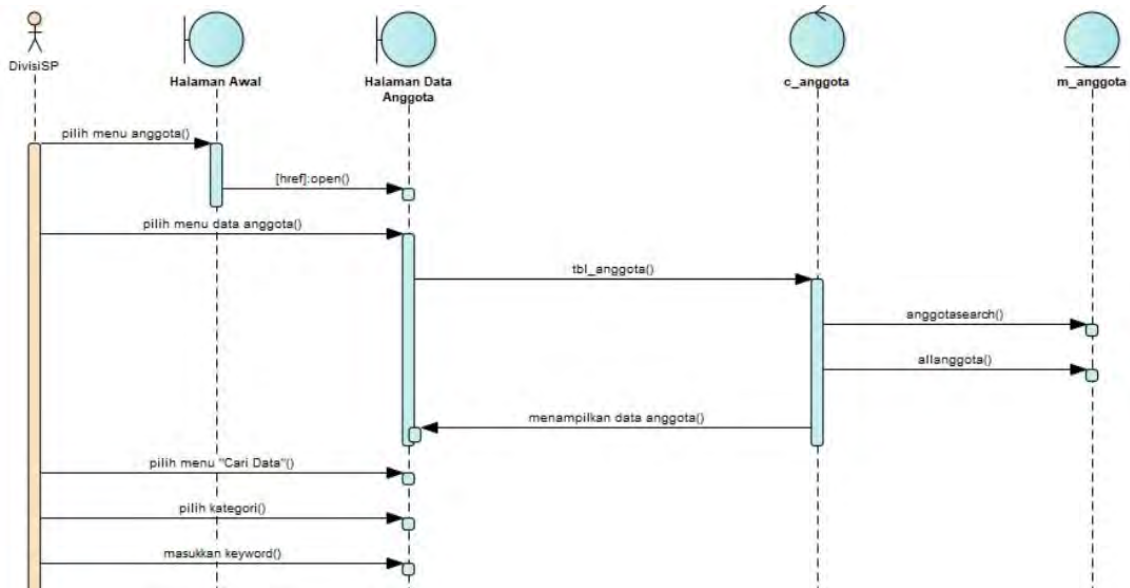 DivisiSP
Halaman Awal
Halaman Data
Anggota
c_anggota
m_anggota
pilih menu anggota()
[href]:open()
pilih menu data anggota()
tbl_anggota()
anggotasearch()
allanggota()
menampilkan data anggota()
pilih menu "Cari Data"()
pilih kategori()
masukkan keyword()